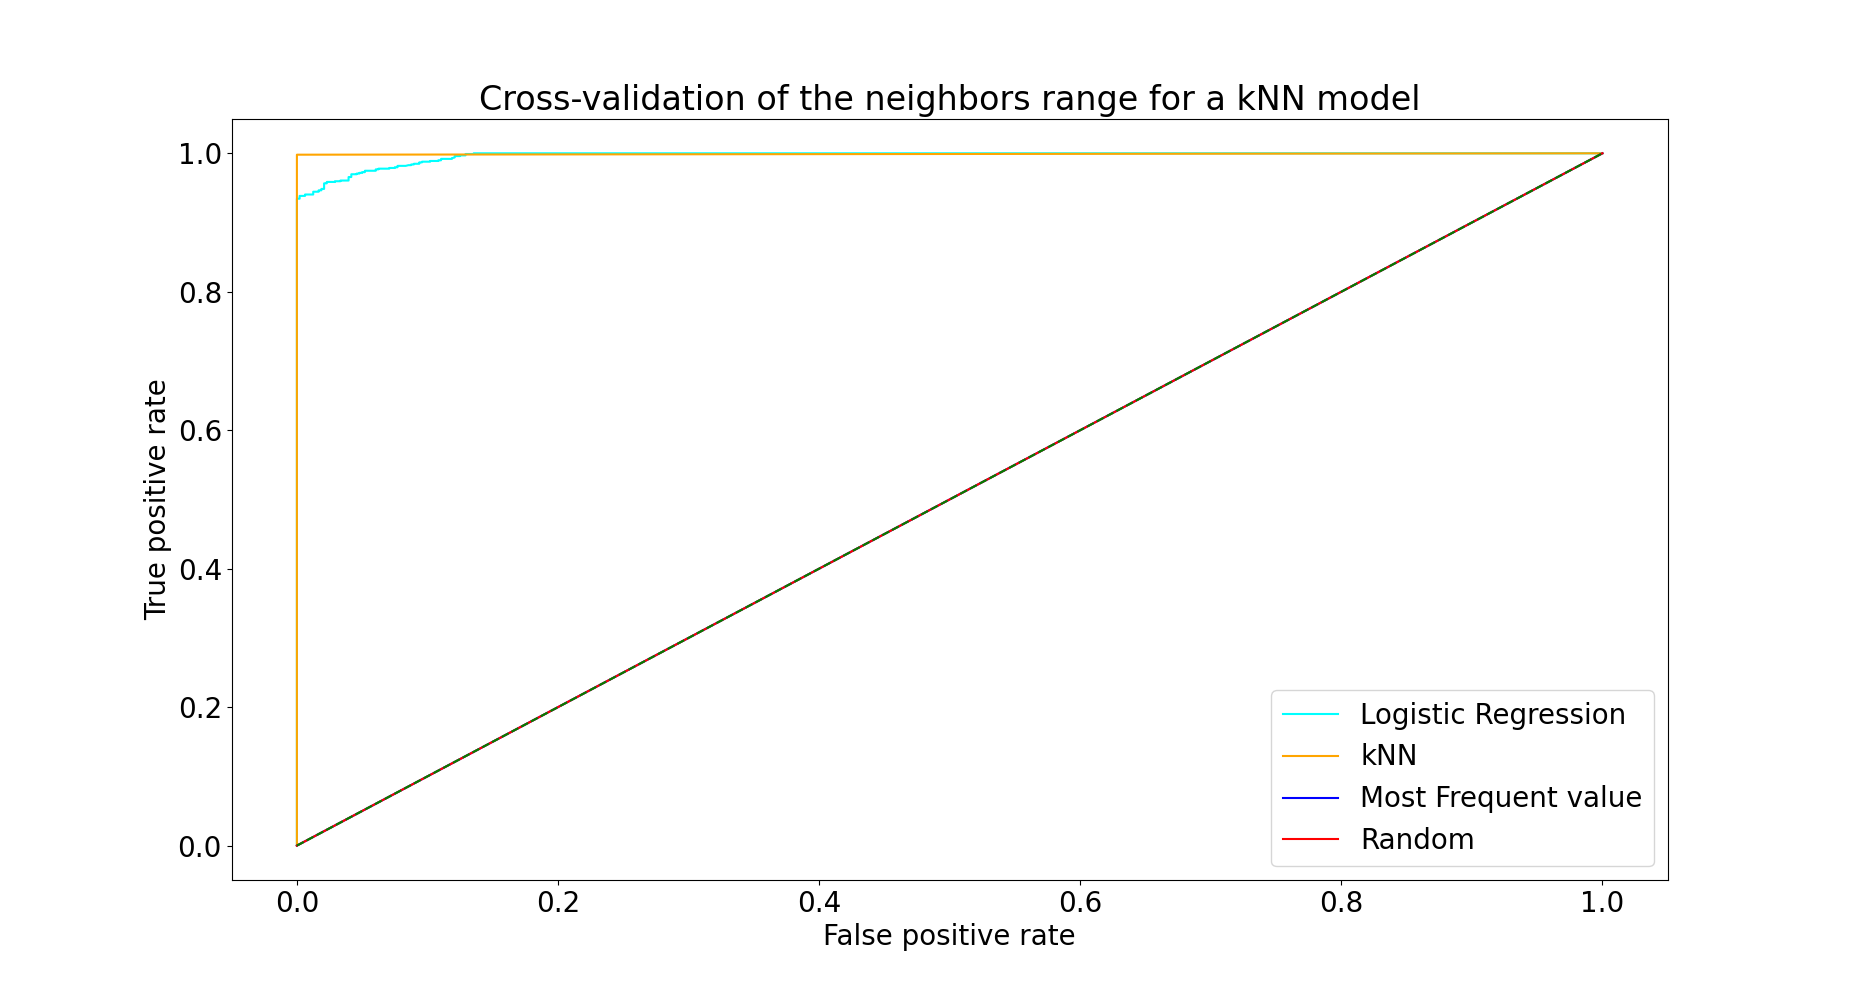 Cross-validation of the neighbors range for a kNN model
True positive rate
1.0
0.8
0.6
0.4
0.2
0.0
0.0 0.2 0.4 0.6 0.8 1.0
False positive rate
Logistic Regression
kNN
Most Frequent value
Random